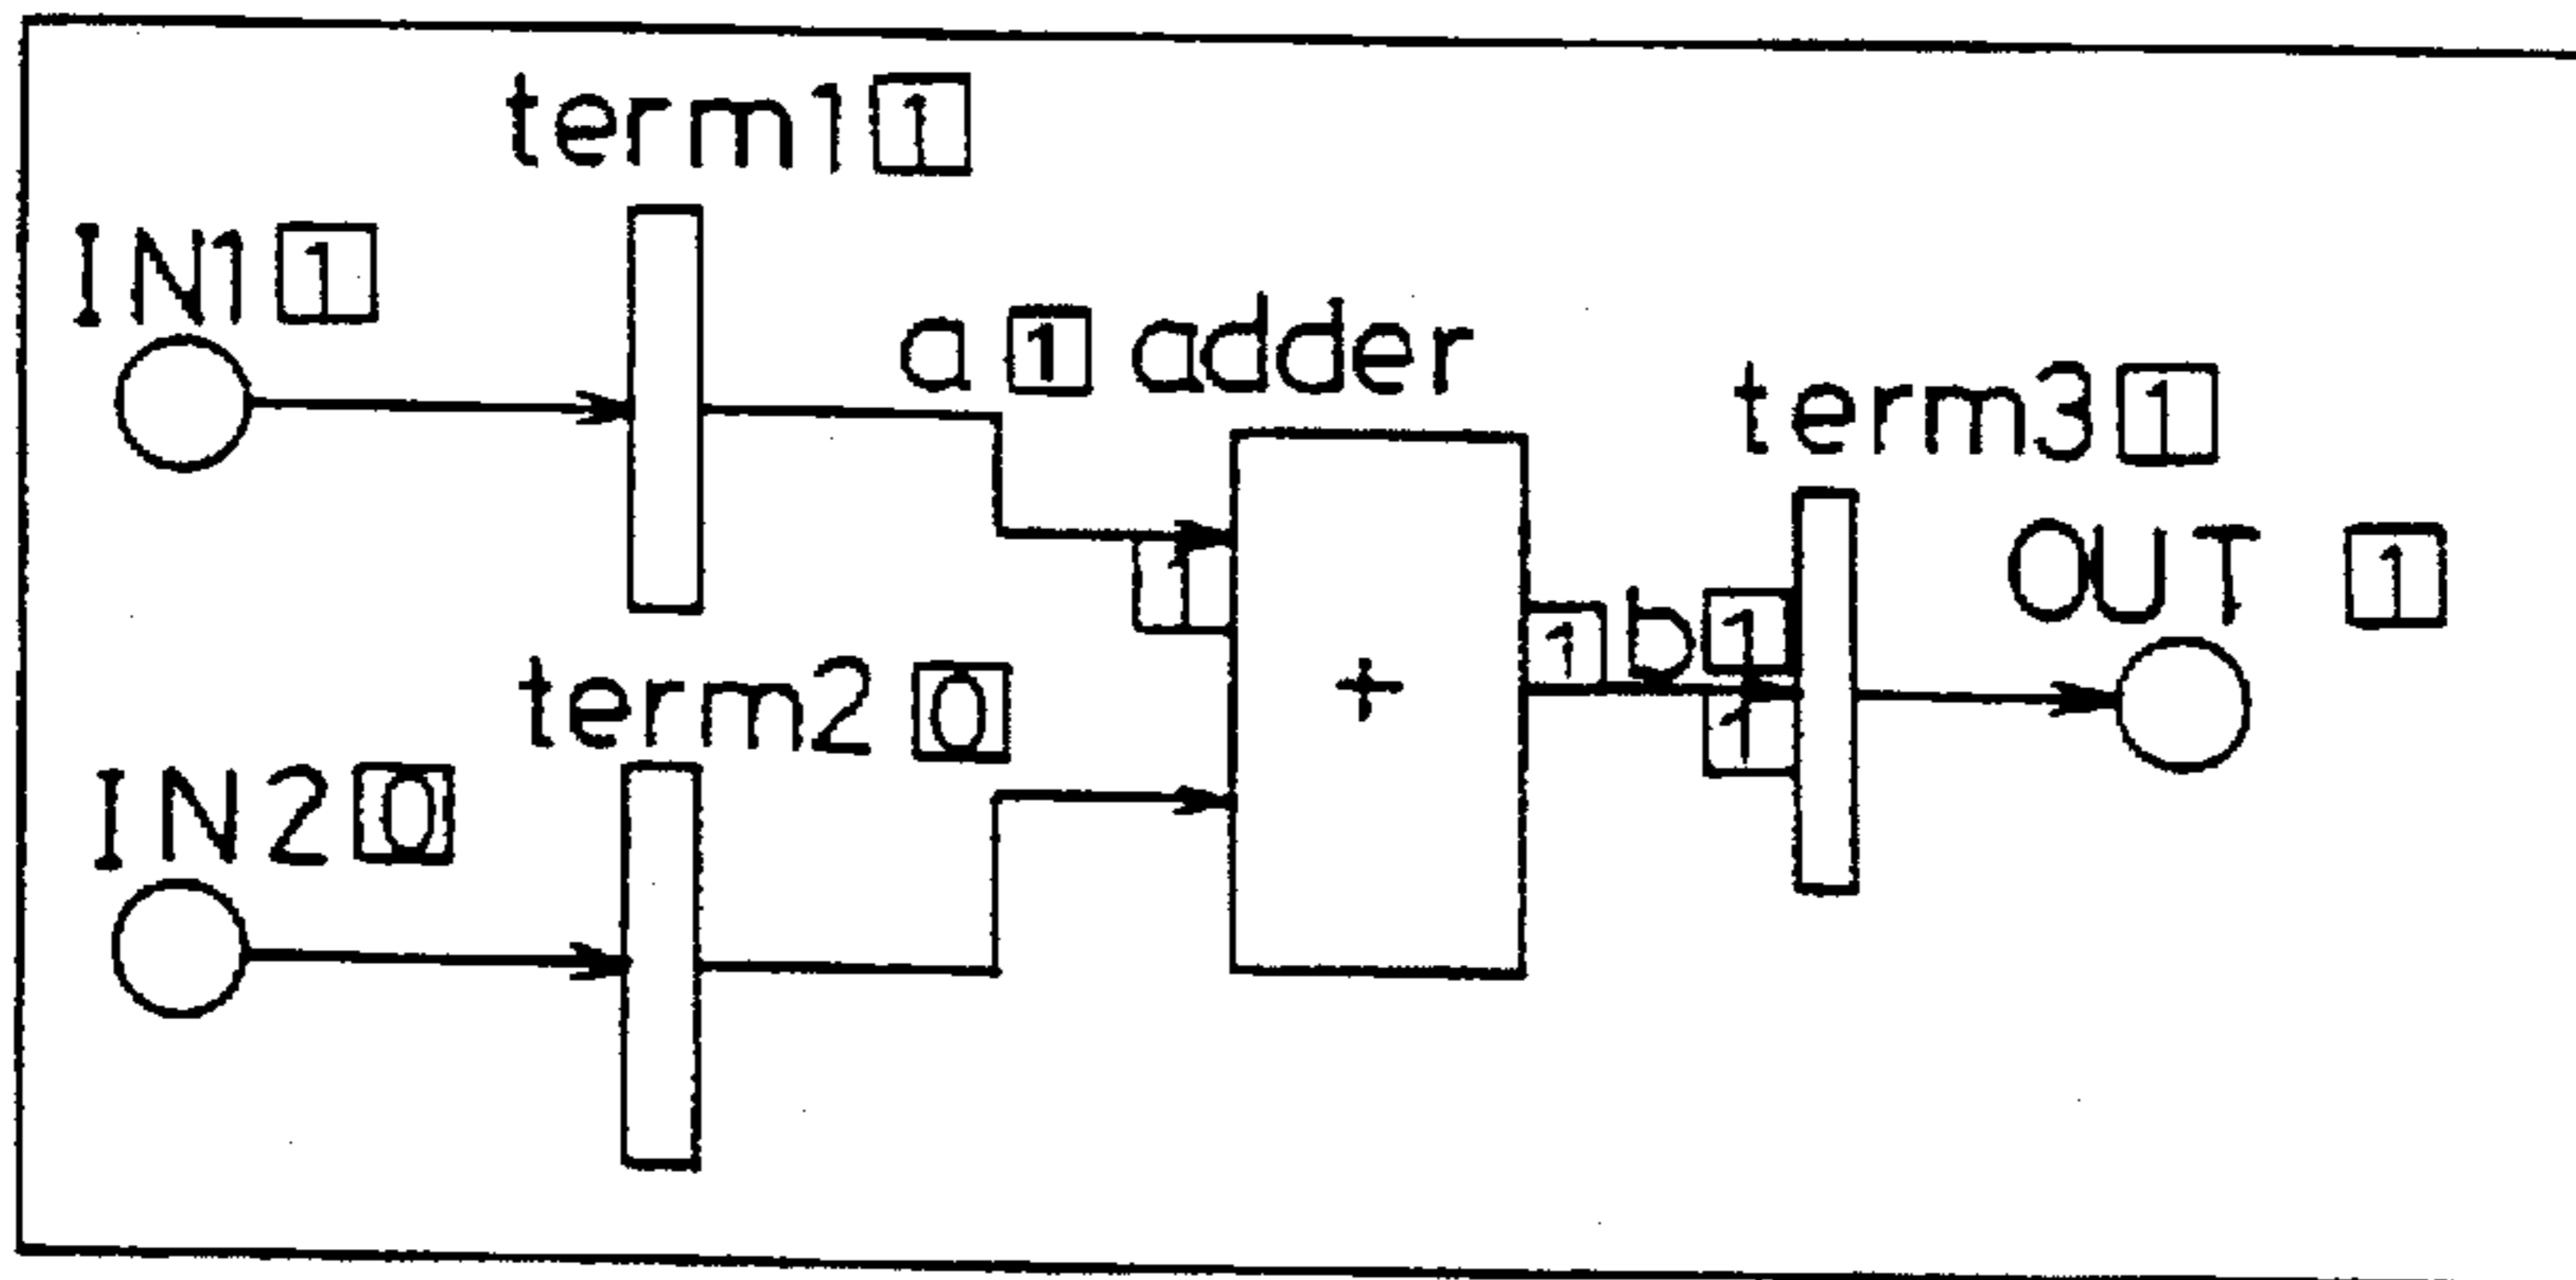 term1 1
IN1 1
a 1 adder
term3 1
1
OUT 1
1 b 1
term2 0
+
1
IN2 0